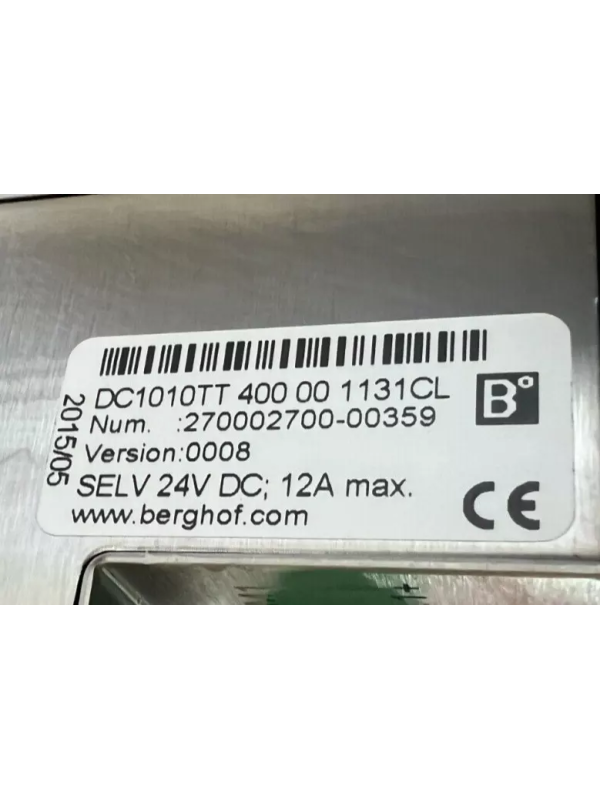 DC1010TT 400 00 1131CL
Num. :270002700-00359
Version:0008
SELV 24V DC; 12A max.
www.berghof.com
2015/05
B°
CE